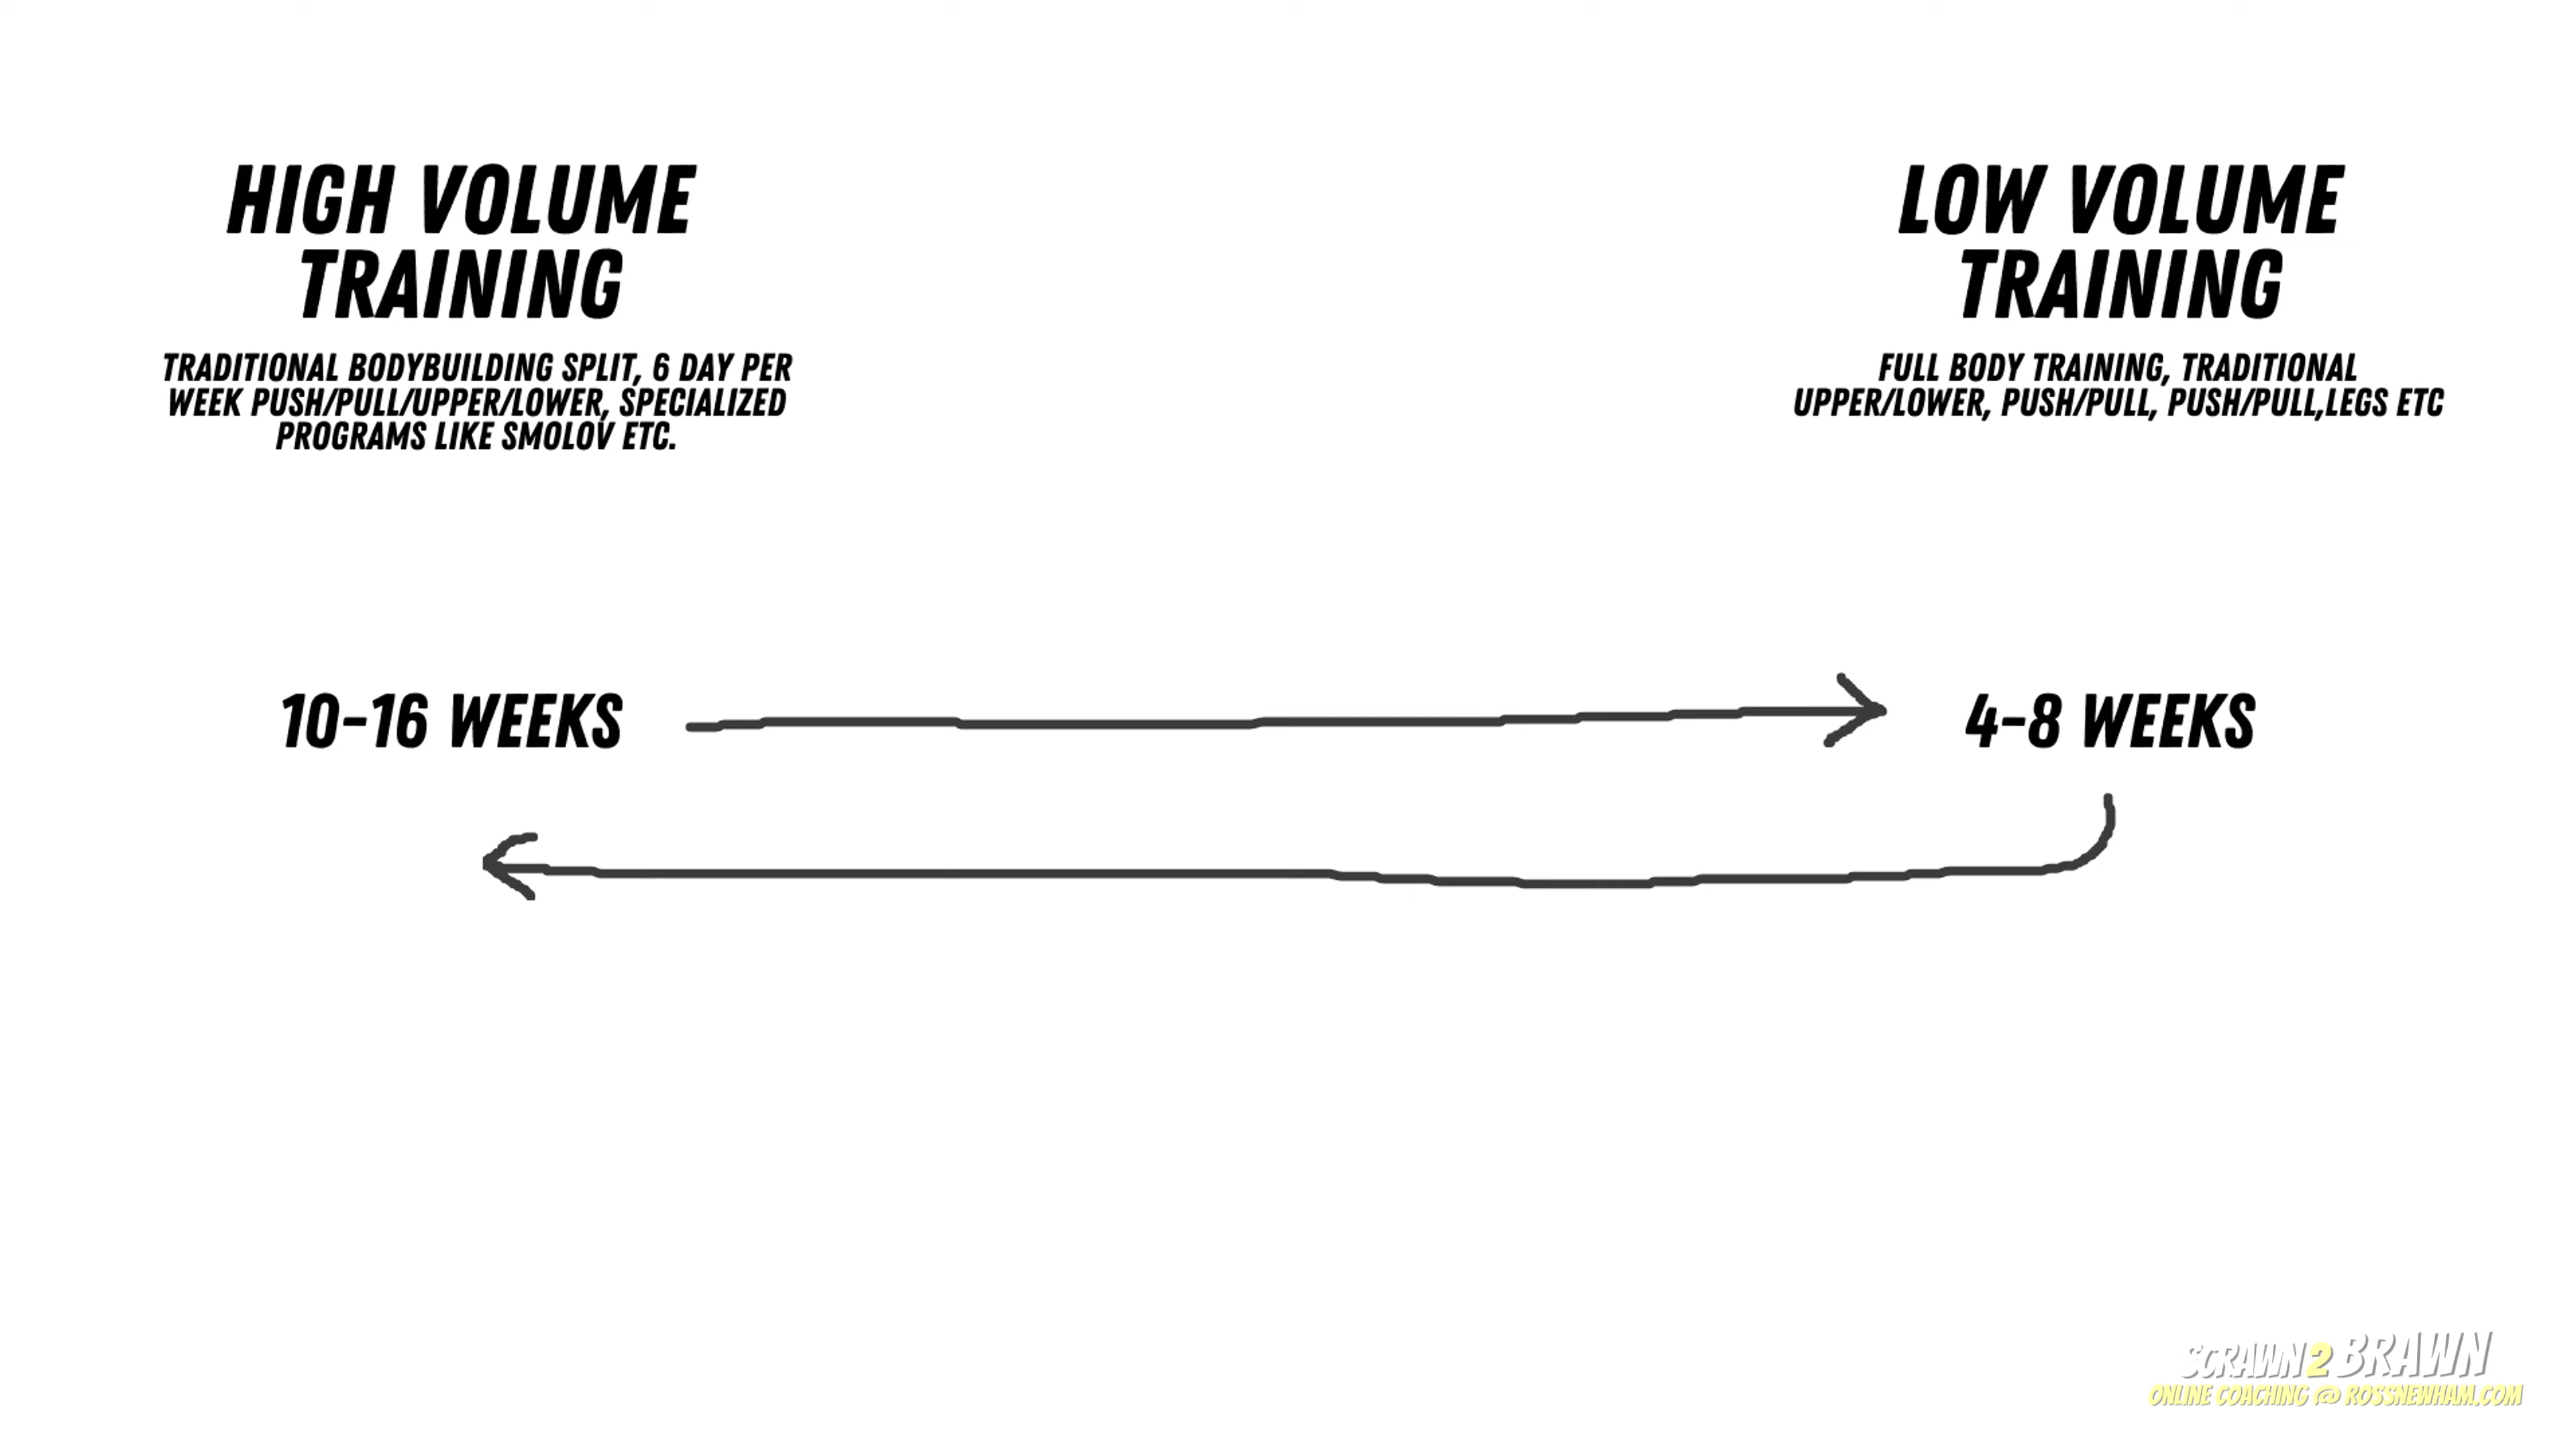 HIGH VOLUME
TRAINING
TRADITIONAL BODYBUILDING SPLIT, 6 DAY PER
WEEK PUSH/PULL/UPPER/LOWER, SPECIALIZED
PROGRAMS LIKE SMOLOV ETC.
LOW VOLUME
TRAINING
FULL BODY TRAINING, TRADITIONAL
UPPER/LOWER, PUSH/PULL, PUSH/PULL,LEGS ETC
10-16 WEEKS
4-8 WEEKS
SCRAWN2BRAWN
ONLINE COACHING @ ROSSNEWHAM.COM